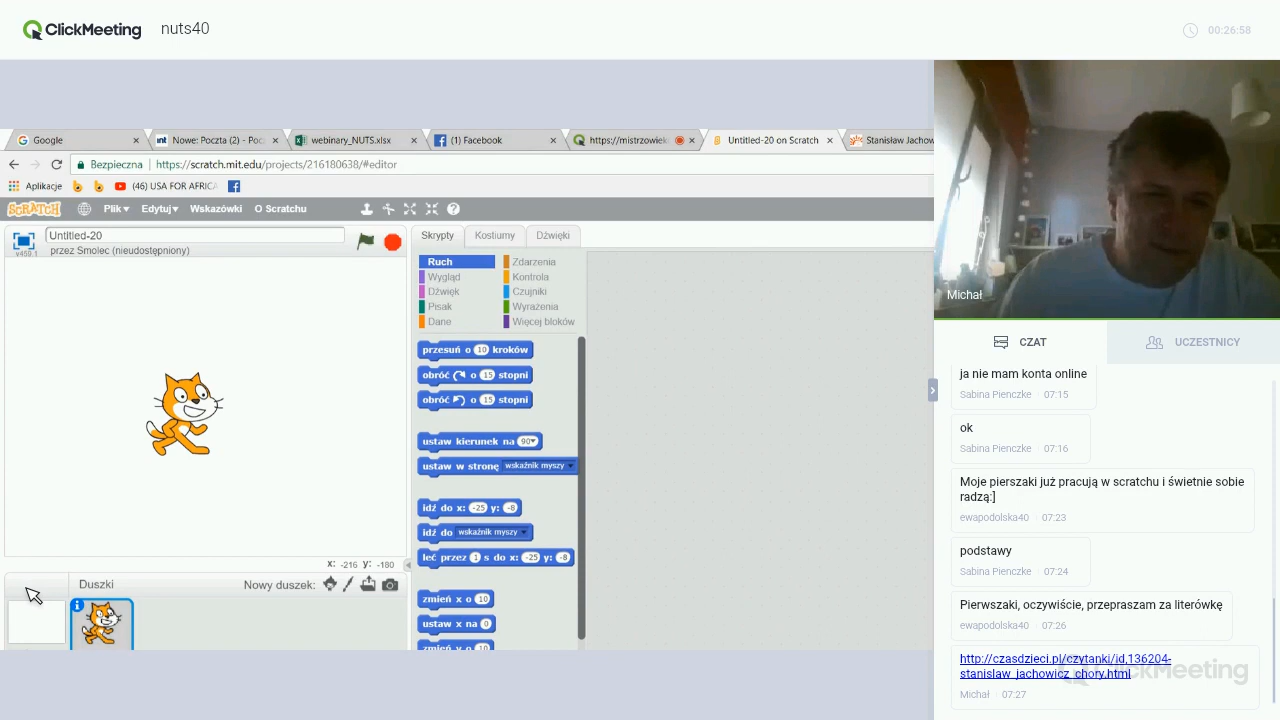 ClickMeeting nuts40 00:26:58
Google Nowe: Poczta (2) - Poc webinary_NUTS.xlsx (1) Facebook https://mistrzowiek Untitled-20 on Scratch Stanisław Jachow
Bezpieczna https://scratch.mit.edu/projects/216180638/#editor
Aplikacje (46) USA FOR AFRICA
SCRATCH Plik Edytuj Wskazówki O Scratchu
Untitled-20
przez Smolec (nieudostępniony)
v459.1
Skrypty Kostiumy Dźwięki
Ruch Zdarzenia
Wygląd Kontrola
Dźwięk Czujniki
Pisak Wyrażenia
Dane Więcej bloków
przesuń o 10 kroków
obróć o 15 stopni
obróć o 15 stopni
ustaw kierunek na 90
ustaw w stronę wskaźnik myszy
idź do x: -25 y: -8
idź do wskaźnik myszy
leć przez 1 s do x: -25 y: -8
zmień x o 10
ustaw x na 0
zmień y o 10
x: -216 y: -180
Duszki Nowy duszek:
Michał
CZAT UCZESTNICY
ja nie mam konta online
Sabina Pienczke 07:15
ok
Sabina Pienczke 07:16
Moje pierszaki już pracują w scratchu i świetnie sobie
radzą:]
ewapodolska40 07:23
podstawy
Sabina Pienczke 07:24
Pierwszaki, oczywiście, przepraszam za literówkę
ewapodolska40 07:26
http://czasdzieci.pl/czytanki/id,136204-
stanislaw_jachowicz_chory.html
Michał 07:27
ClickMeeting